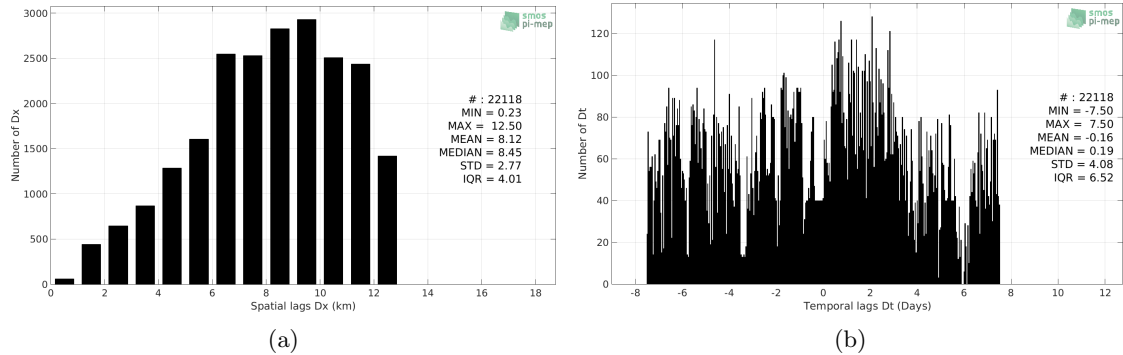 smos
pi-mep
3000
2500
2000
1500
1000
500
0
Number of Dx
# : 22118
MIN = 0.23
MAX = 12.50
MEAN = 8.12
MEDIAN = 8.45
STD = 2.77
IQR = 4.01
0 2 4 6 8 10 12 14 16 18
Spatial lags Dx (km)
(a)
smos
pi-mep
120
100
80
60
40
20
0
Number of Dt
# : 22118
MIN = -7.50
MAX = 7.50
MEAN = -0.16
MEDIAN = 0.19
STD = 4.08
IQR = 6.52
-8 -6 -4 -2 0 2 4 6 8 10 12
Temporal lags Dt (Days)
(b)